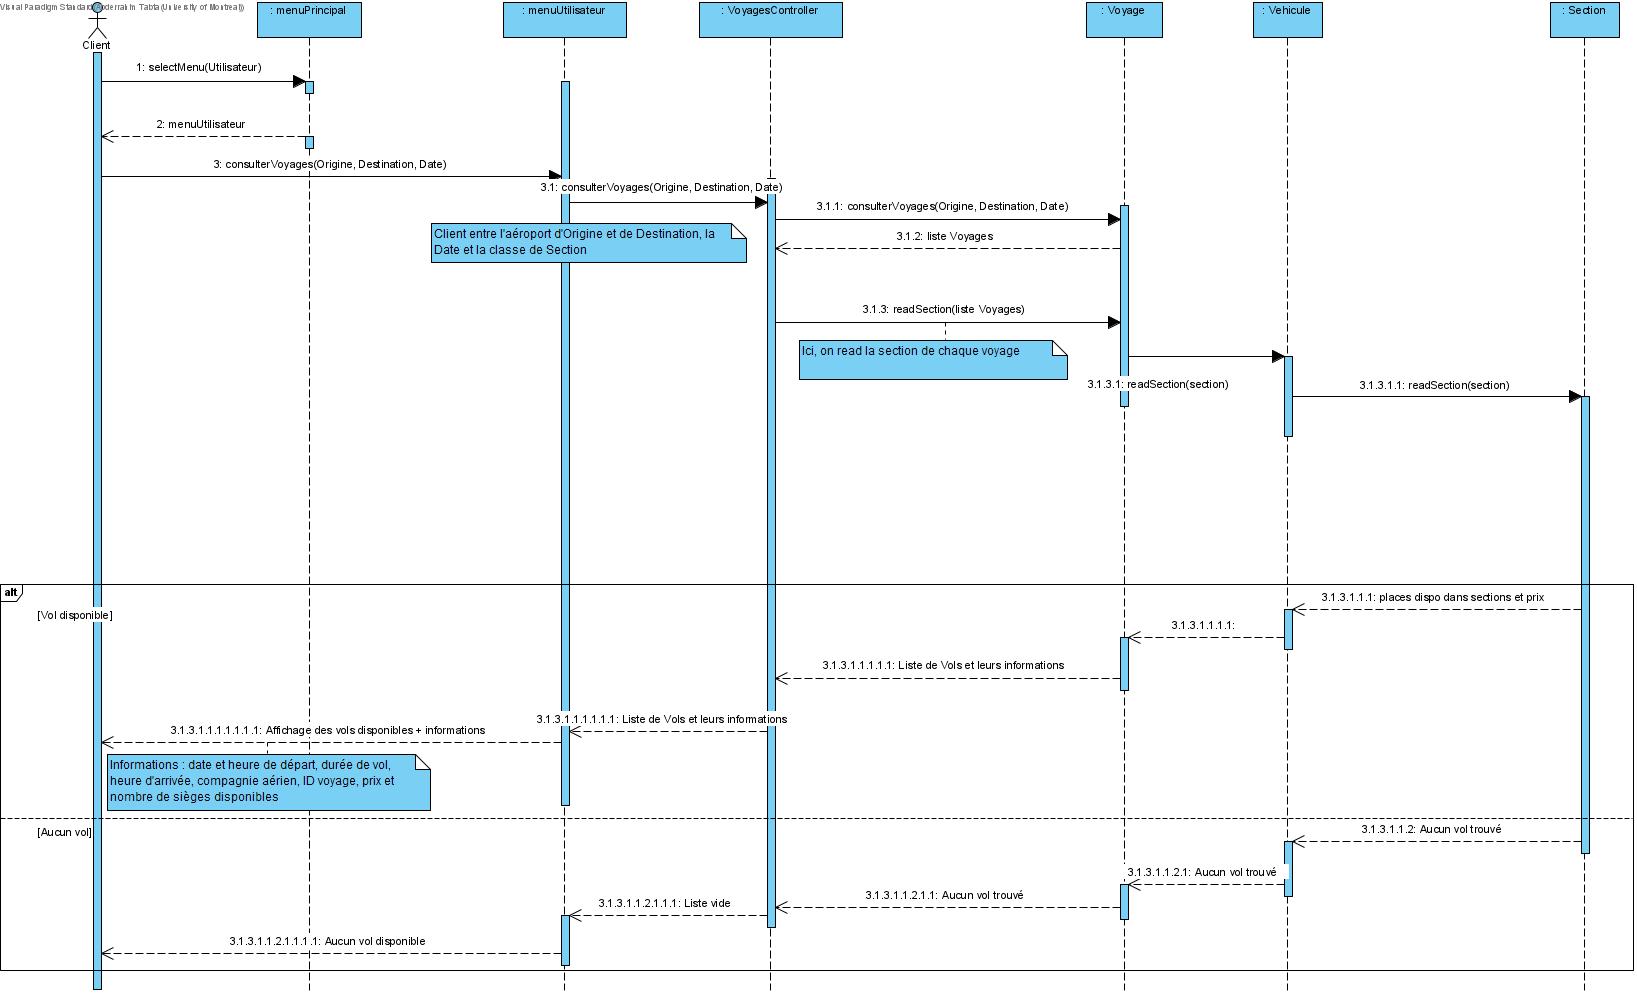 Visual Paradigm Standard(Abderrahim Tabta(University of Montreal))
: menuPrincipal
: menuUtilisateur
: VoyagesController
: Voyage
: Vehicule
: Section
Client
1: selectMenu(Utilisateur)
2: menuUtilisateur
3: consulterVoyages(Origine, Destination, Date)
3.1: consulterVoyages(Origine, Destination, Date)
3.1.1: consulterVoyages(Origine, Destination, Date)
Client entre l'aéroport d'Origine et de Destination, la
Date et la classe de Section
3.1.2: liste Voyages
3.1.3: readSection(liste Voyages)
Ici, on read la section de chaque voyage
3.1.3.1: readSection(section)
3.1.3.1.1: readSection(section)
alt
[Vol disponible]
3.1.3.1.1.1: places dispo dans sections et prix
3.1.3.1.1.1.1:
3.1.3.1.1.1.1.1: Liste de Vols et leurs informations
3.1.3.1.1.1.1.1.1: Liste de Vols et leurs informations
3.1.3.1.1.1.1.1.1.1: Affichage des vols disponibles + informations
Informations : date et heure de départ, durée de vol,
heure d'arrivée, compagnie aérien, ID voyage, prix et
nombre de sièges disponibles
[Aucun vol]
3.1.3.1.1.2: Aucun vol trouvé
3.1.3.1.1.2.1: Aucun vol trouvé
3.1.3.1.1.2.1.1: Aucun vol trouvé
3.1.3.1.1.2.1.1.1: Liste vide
3.1.3.1.1.2.1.1.1.1: Aucun vol disponible